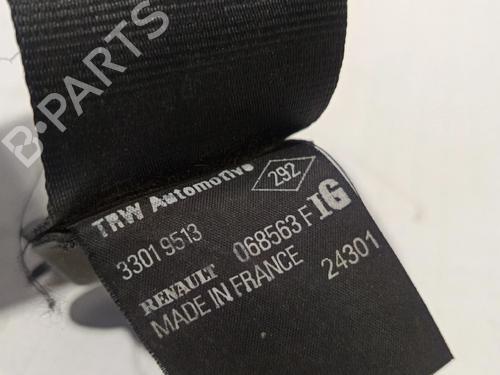 B-PARTS
TRW Automotive
292
3301 9513
068563 F IG
RENAULT
24301
MADE IN FRANCE